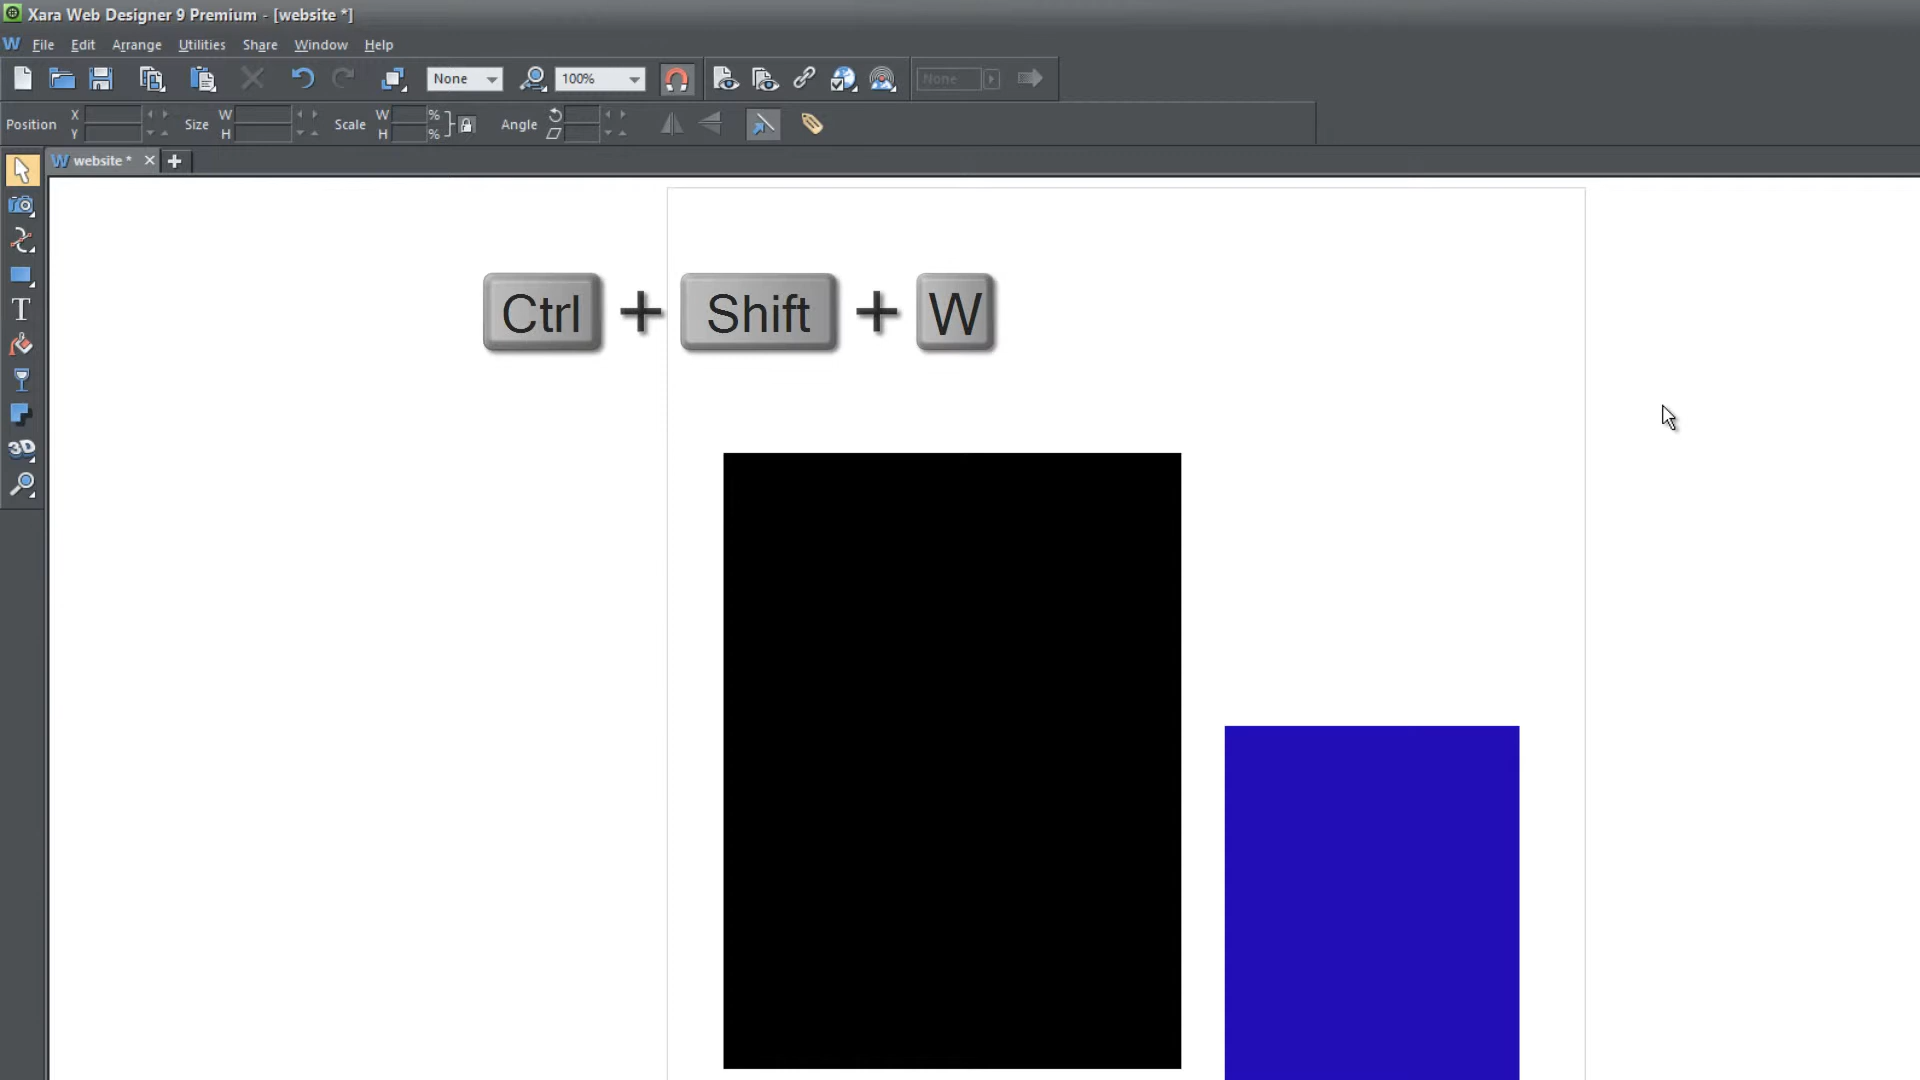 Xara Web Designer 9 Premium - [website *]
File Edit Arrange Utilities Share Window Help
None 100% None
Position X Y Size W H Scale W H % % Angle
website *
T
3D
Ctrl + Shift + W